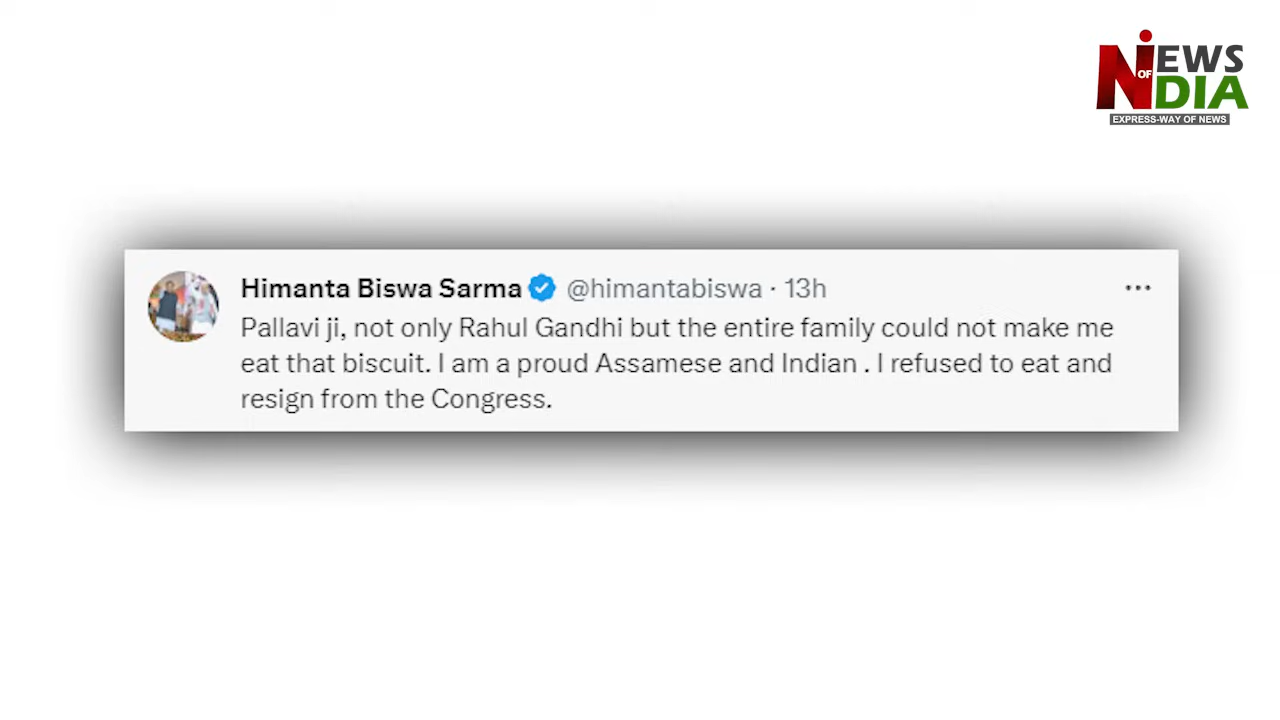 NEWS
OF
INDIA
EXPRESS-WAY OF NEWS
Himanta Biswa Sarma @himantabiswa · 13h ...
Pallavi ji, not only Rahul Gandhi but the entire family could not make me
eat that biscuit. I am a proud Assamese and Indian . I refused to eat and
resign from the Congress.